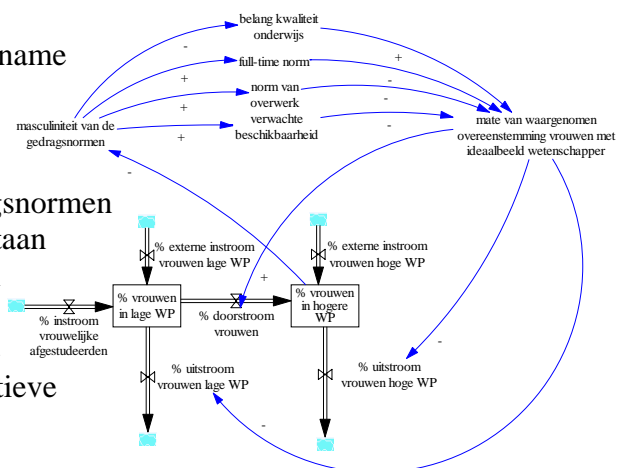 name
gsnormen
taan
tieve
belang kwaliteit
onderwijs
-
+
full-time norm
+
-
norm van
overwerk
+
-
verwachte
beschikbaarheid
+
-
masculiniteit van de
gedragsnormen
mate van waargenomen
overeenstemming vrouwen met
ideaalbeeld wetenschapper
-
% externe instroom
vrouwen lage WP
% externe instroom
vrouwen hoge WP
+
% vrouwen
in lage WP
% vrouwen
in hogere
WP
% doorstroom
vrouwen
% instroom
vrouwelijke
afgestudeerden
% uitstroom
vrouwen lage WP
% uitstroom
vrouwen hoge WP
-
-